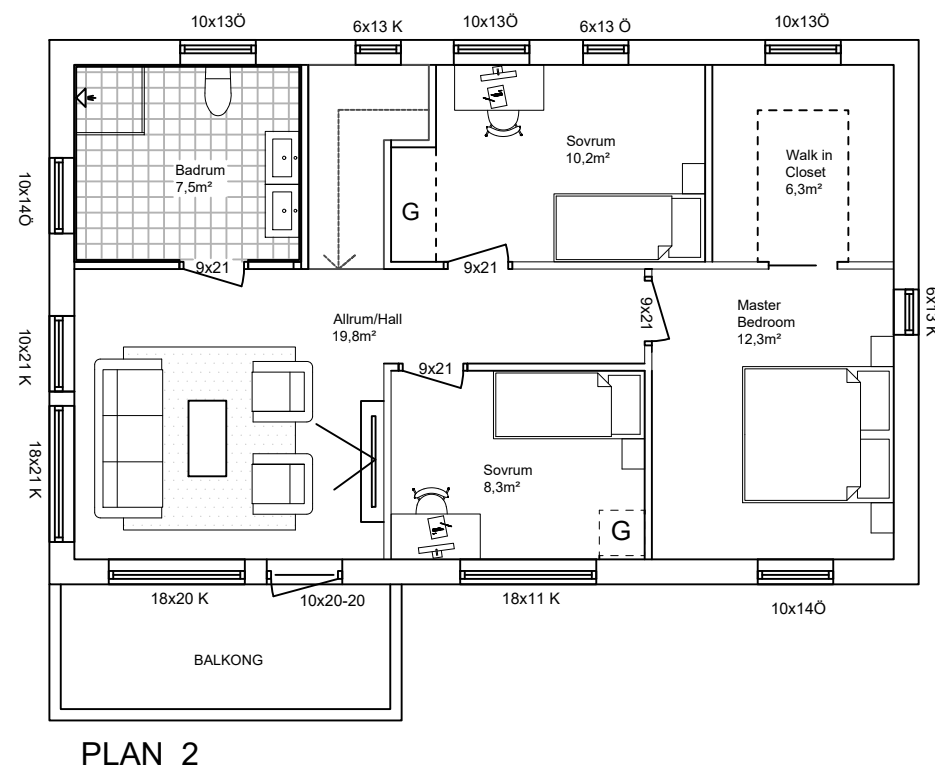 10x13Ö
6x13 K
10x13Ö
6x13 Ö
10x13Ö
10x14Ö
Badrum
7,5m²
Sovrum
10,2m²
Walk in
Closet
6,3m²
G
9x21
9x21
9x21
6x13 K
Allrum/Hall
19,8m²
Master
Bedroom
12,3m²
10x21 K
9x21
18x21 K
Sovrum
8,3m²
G
18x20 K
10x20-20
18x11 K
10x14Ö
BALKONG
PLAN 2